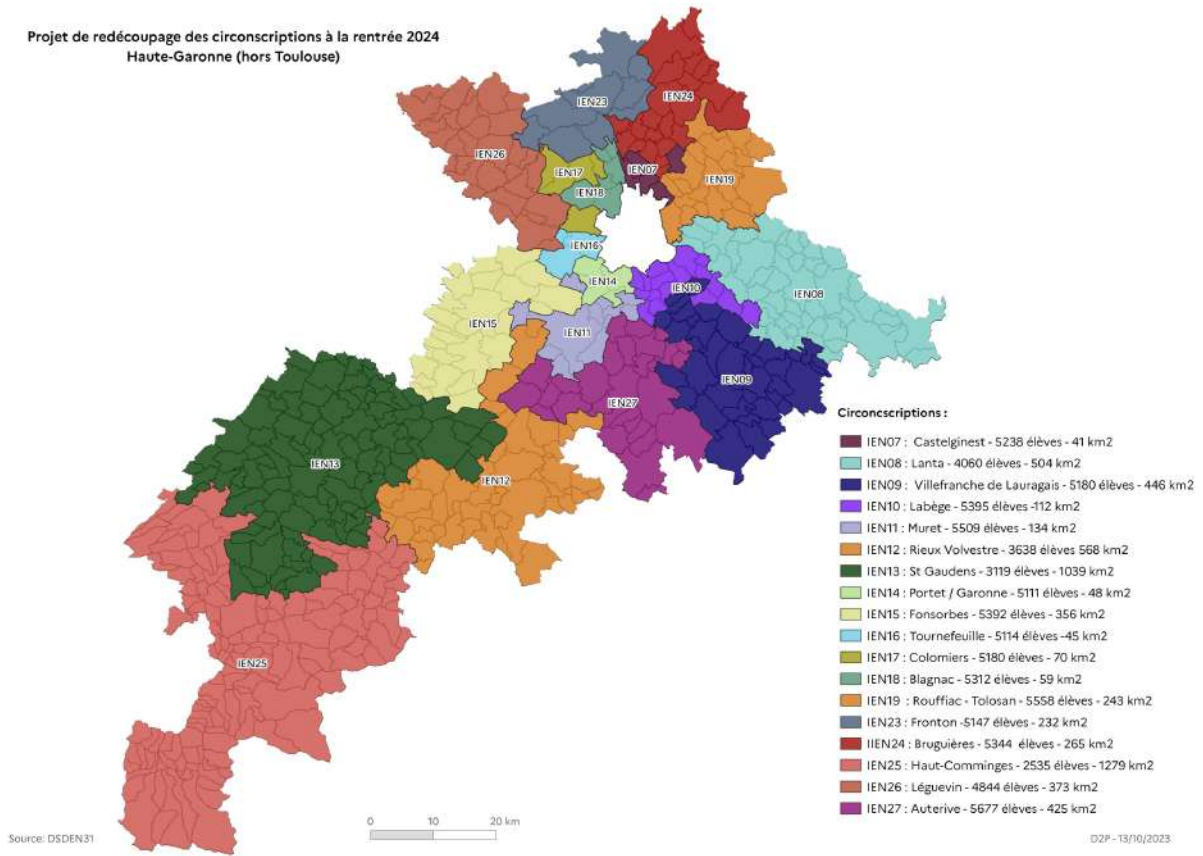 Projet de redécoupage des circonscriptions à la rentrée 2024
Haute-Garonne (hors Toulouse)
IEN24
IEN23
IEN26
IEN17
IEN07
IEN19
IEN18
IEN16
IEN14
IEN10
IEN08
IEN15
IEN11
IEN09
IEN27
IEN13
IEN12
IEN25
Circoncscriptions :
IEN07 : Castelginest - 5238 élèves - 41 km2
IEN08 : Lanta - 4060 élèves - 504 km2
IEN09 : Villefranche de Lauragais - 5180 élèves - 446 km2
IEN10 : Labège - 5395 élèves -112 km2
IEN11 : Muret - 5509 élèves - 134 km2
IEN12 : Rieux Volvestre - 3638 élèves 568 km2
IEN13 : St Gaudens - 3119 élèves - 1039 km2
IEN14 : Portet / Garonne - 5111 élèves - 48 km2
IEN15 : Fonsorbes - 5392 élèves - 356 km2
IEN16 : Tournefeuille - 5114 élèves -45 km2
IEN17 : Colomiers - 5180 élèves - 70 km2
IEN18 : Blagnac - 5312 élèves - 59 km2
IEN19 : Rouffiac - Tolosan - 5558 élèves - 243 km2
IEN23 : Fronton -5147 élèves - 232 km2
IIEN24 : Bruguières - 5344 élèves - 265 km2
IEN25 : Haut-Comminges - 2535 élèves - 1279 km2
IEN26 : Léguevin - 4844 élèves - 373 km2
IEN27 : Auterive - 5677 élèves - 425 km2
0 10 20 km
Source: DSDEN31
D2P - 13/10/2023